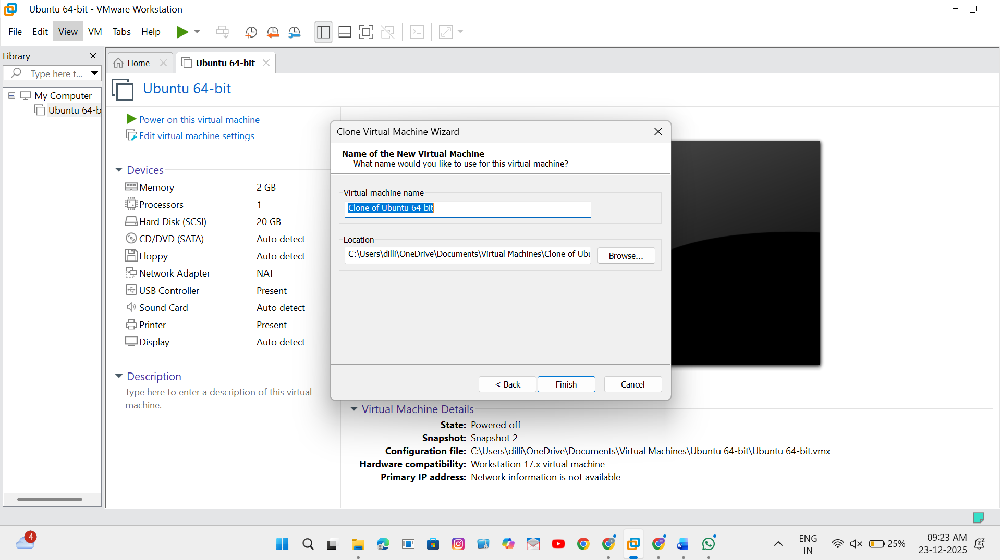 Ubuntu 64-bit - VMware Workstation
File Edit View VM Tabs Help
Library
Type here t...
My Computer
Ubuntu 64-b
Home
Ubuntu 64-bit
Ubuntu 64-bit
Power on this virtual machine
Edit virtual machine settings
Devices
Memory 2 GB
Processors 1
Hard Disk (SCSI) 20 GB
CD/DVD (SATA) Auto detect
Floppy Auto detect
Network Adapter NAT
USB Controller Present
Sound Card Auto detect
Printer Present
Display Auto detect
Description
Type here to enter a description of this virtual
machine.
Clone Virtual Machine Wizard
Name of the New Virtual Machine
What name would you like to use for this virtual machine?
Virtual machine name
Clone of Ubuntu 64-bit
Location
C:\Users\dilli\OneDrive\Documents\Virtual Machines\Clone of Ubu
Browse...
< Back Finish Cancel
Virtual Machine Details
State: Powered off
Snapshot: Snapshot 2
Configuration file: C:\Users\dilli\OneDrive\Documents\Virtual Machines\Ubuntu 64-bit\Ubuntu 64-bit.vmx
Hardware compatibility: Workstation 17.x virtual machine
Primary IP address: Network information is not available
4
ENG
IN
25%
09:23 AM
23-12-2025